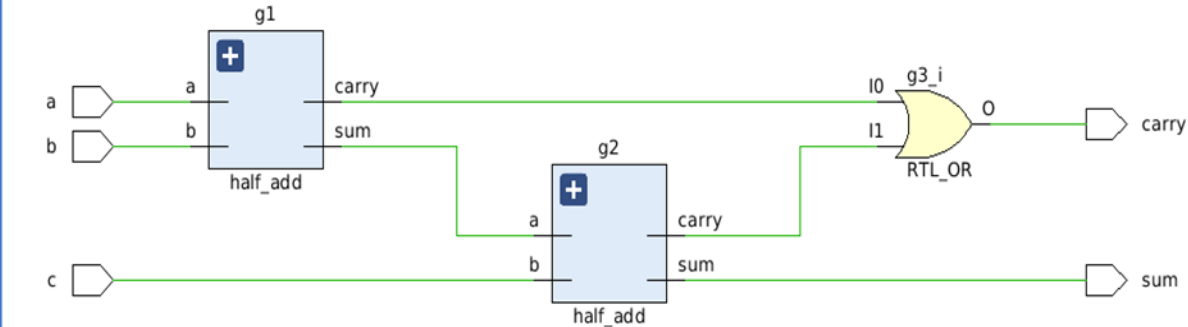 g1
a
a
carry
b
b
sum
half_add
g2
a
carry
c
b
sum
half_add
I0
g3_i
O
I1
RTL_OR
carry
sum